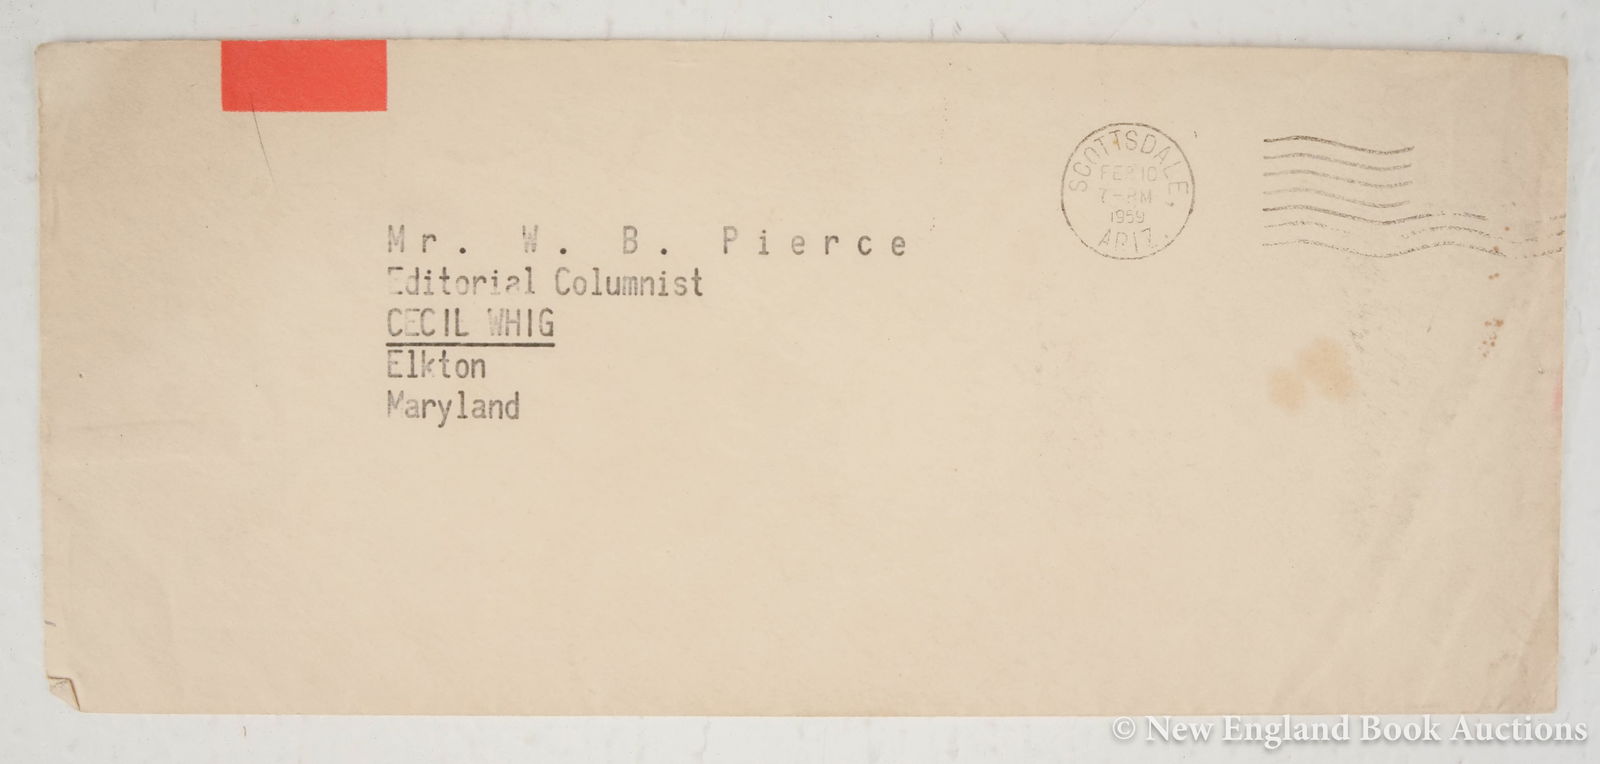 SCOTTSDALE,
FEB 10
7-PM
1959
ARIZ.
Mr. W. B. Pierce
Editorial Columnist
CECIL WHIG
Elkton
Maryland
© New England Book Auctions